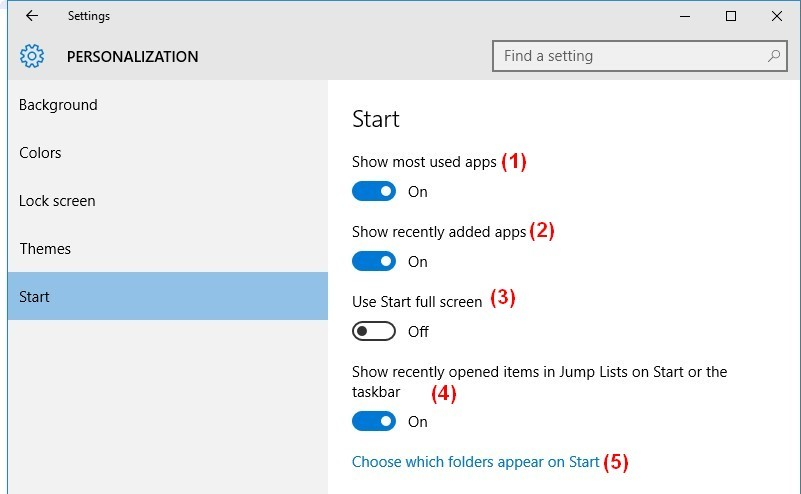 Settings
PERSONALIZATION
Find a setting
Background
Colors
Lock screen
Themes
Start
Start
Show most used apps (1)
On
Show recently added apps (2)
On
Use Start full screen (3)
Off
Show recently opened items in Jump Lists on Start or the
taskbar (4)
On
Choose which folders appear on Start (5)